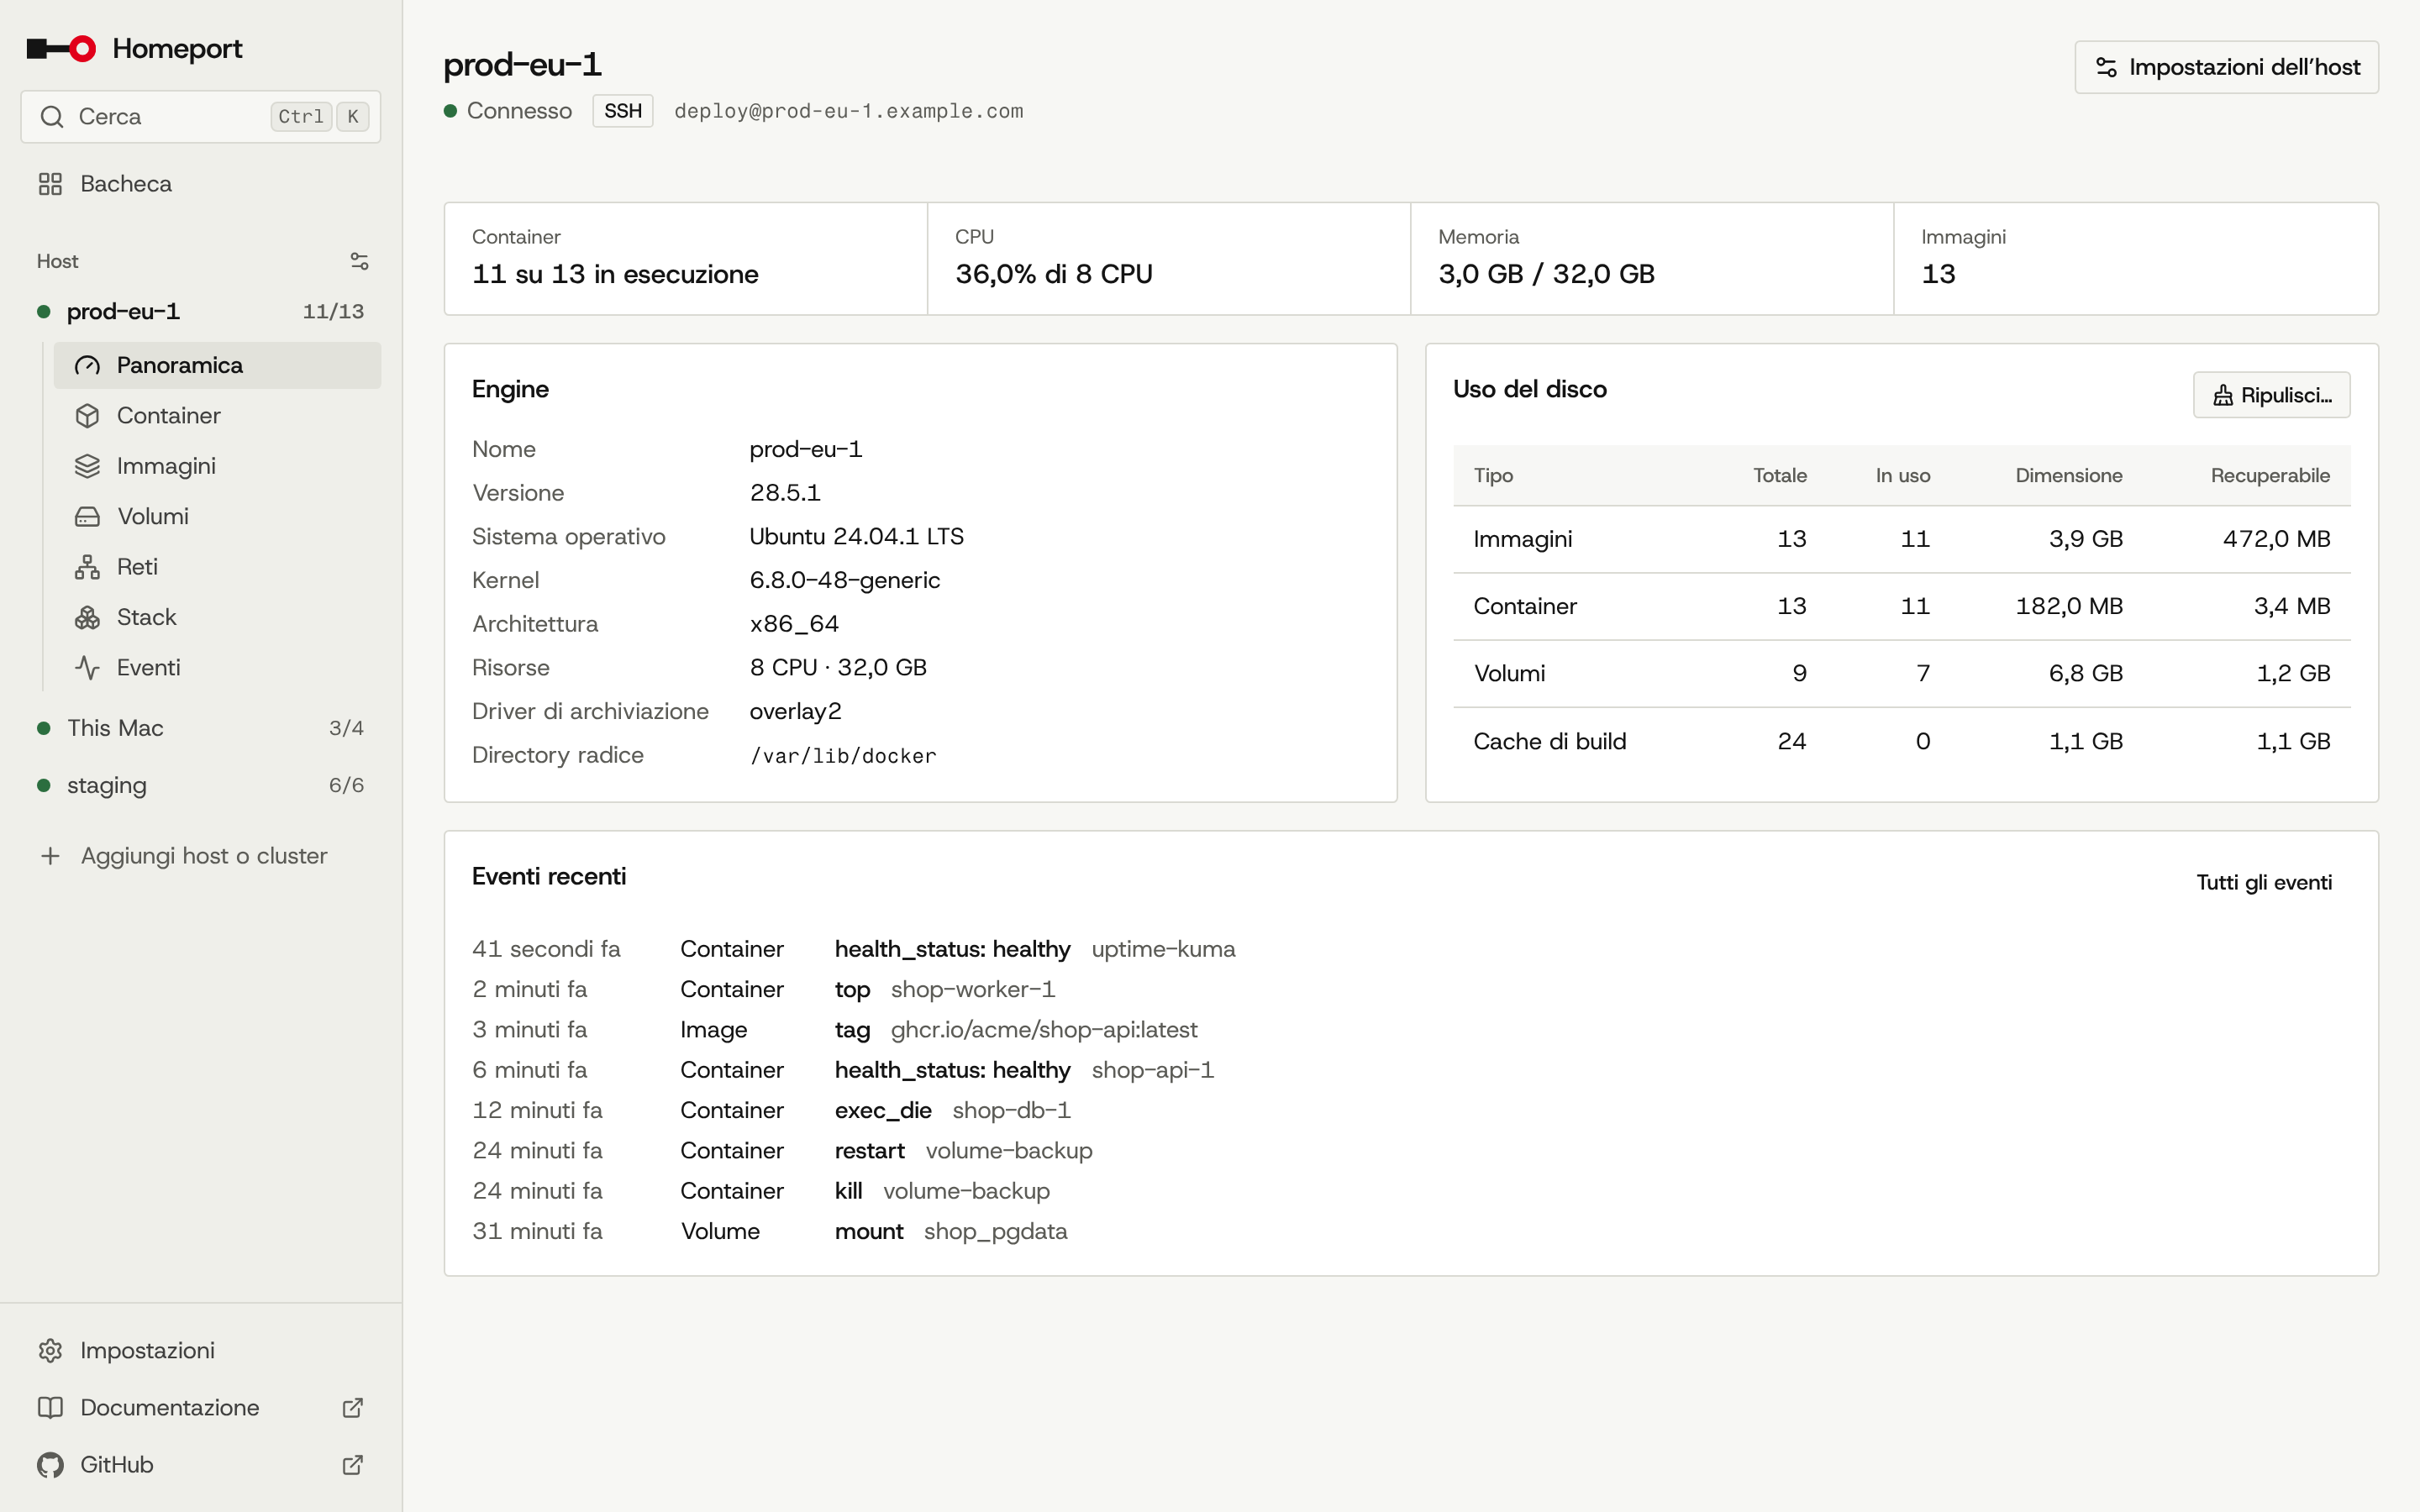 Homeport
Cerca Ctrl K
Bacheca
Host
prod-eu-1 11/13
Panoramica
Container
Immagini
Volumi
Reti
Stack
Eventi
This Mac 3/4
staging 6/6
Aggiungi host o cluster
Impostazioni
Documentazione
GitHub
prod-eu-1
Connesso SSH deploy@prod-eu-1.example.com
Impostazioni dell’host
Container
11 su 13 in esecuzione
CPU
36,0% di 8 CPU
Memoria
3,0 GB / 32,0 GB
Immagini
13
Engine
Nome prod-eu-1
Versione 28.5.1
Sistema operativo Ubuntu 24.04.1 LTS
Kernel 6.8.0-48-generic
Architettura x86_64
Risorse 8 CPU · 32,0 GB
Driver di archiviazione overlay2
Directory radice /var/lib/docker
Uso del disco
Ripulisci…
Tipo Totale In uso Dimensione Recuperabile
Immagini 13 11 3,9 GB 472,0 MB
Container 13 11 182,0 MB 3,4 MB
Volumi 9 7 6,8 GB 1,2 GB
Cache di build 24 0 1,1 GB 1,1 GB
Eventi recenti
Tutti gli eventi
41 secondi fa Container health_status: healthy uptime-kuma
2 minuti fa Container top shop-worker-1
3 minuti fa Image tag ghcr.io/acme/shop-api:latest
6 minuti fa Container health_status: healthy shop-api-1
12 minuti fa Container exec_die shop-db-1
24 minuti fa Container restart volume-backup
24 minuti fa Container kill volume-backup
31 minuti fa Volume mount shop_pgdata